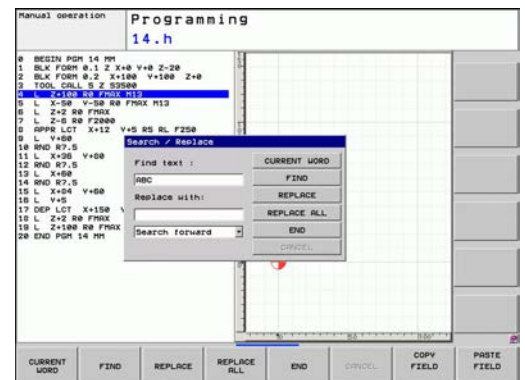 Manual operation
Programming
14.h
0 BEGIN PGM 14 MM
1 BLK FORM 0.1 Z X+0 Y+0 Z-20
2 BLK FORM 0.2 X+100 Y+100 Z+0
3 TOOL CALL 5 Z S3500
4 L Z+100 R0 FMAX M13
5 L X-50 Y-50 R0 FMAX M13
6 L Z+2 R0 FMAX
7 L Z-6 R0 F2000
8 APPR LCT X+12 Y+5 R5 RL F250
9 L Y+60
10 RND R7.5
11 L X+30 Y+80
12 RND R7.5
13 L X+60
14 RND R7.5
15 L X+94 Y+60
16 L Y+5
17 DEP LCT X+150
18 L Z+2 R0 FMAX
19 L Z+100 R0 FMAX
20 END PGM 14 MM
Search / Replace
Find text :
ABC
Replace with:
Search forward
CURRENT WORD
FIND
REPLACE
REPLACE ALL
END
CANCEL
CURRENT WORD
FIND
REPLACE
REPLACE ALL
END
CANCEL
COPY FIELD
PASTE FIELD